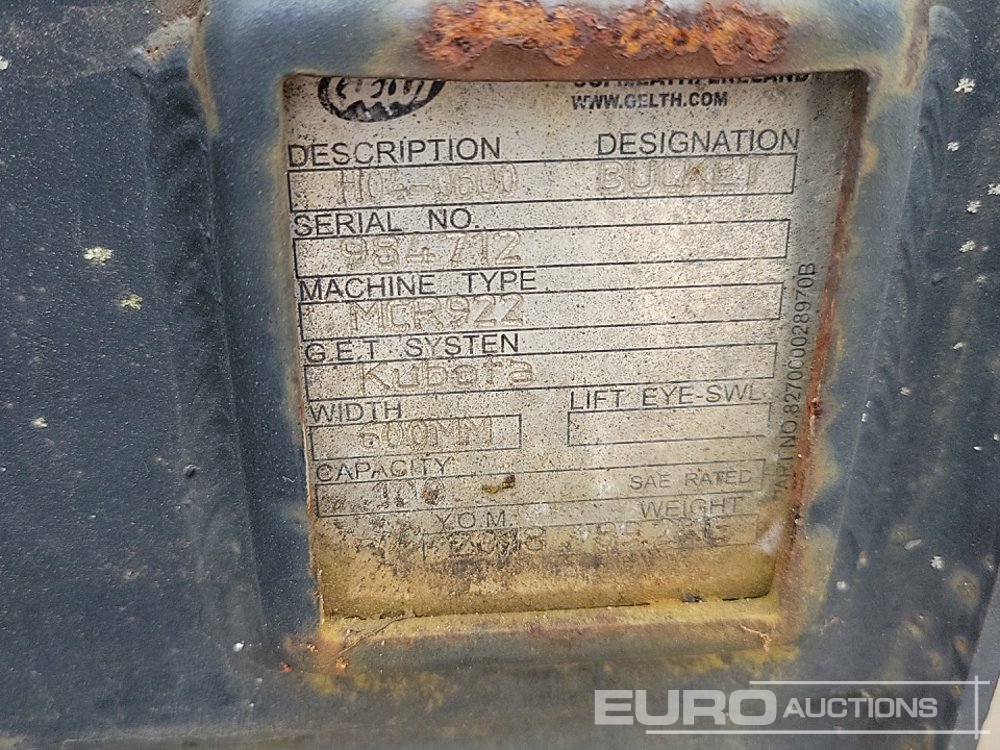 WWW.GELTH.COM
DESCRIPTION DESIGNATION
BUCKET
SERIAL NO.
984712
MACHINE TYPE
MCR922
G.E.T SYSTEN
Kubota
WIDTH LIFT EYE-SWL
600MM
CAPACITY SAE RATED
Y.O.M. WEIGHT
PART NO.827000028970B
EURO AUCTIONS